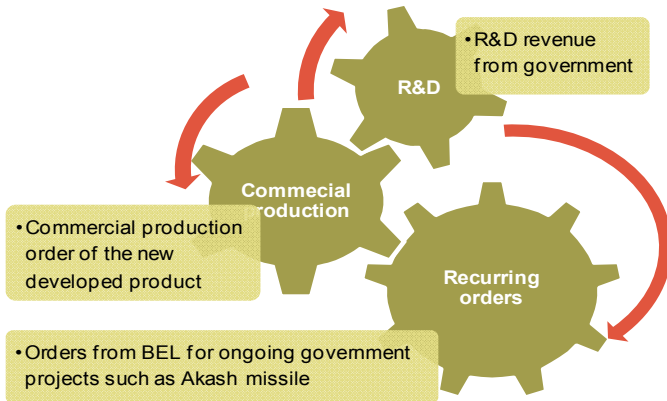 •R&D revenue
from government
R&D
Commecial
production
•Commercial production
order of the new
developed product
Recurring
orders
•Orders from BEL for ongoing government
projects such as Akash missile